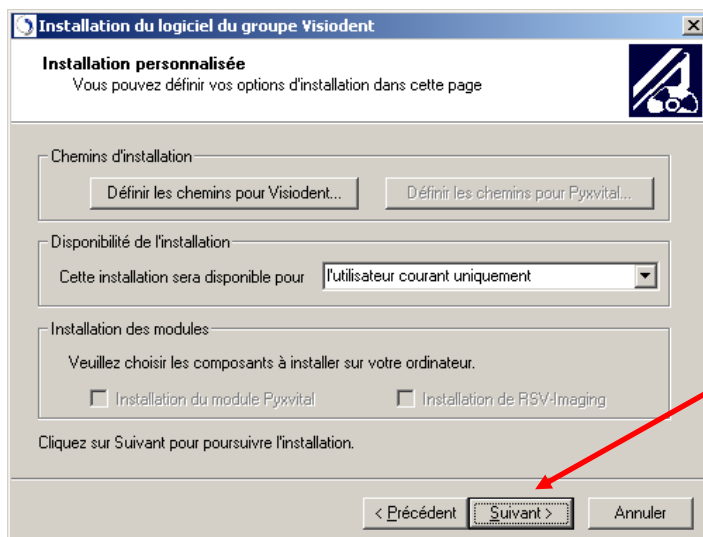 Installation du logiciel du groupe Visiodent
Installation personnalisée
Vous pouvez définir vos options d'installation dans cette page
Chemins d'installation
Définir les chemins pour Visiodent... Définir les chemins pour Pyxvital...
Disponibilité de l'installation
Cette installation sera disponible pour l'utilisateur courant uniquement
Installation des modules
Veuillez choisir les composants à installer sur votre ordinateur.
Installation du module Pyxvital Installation de RSV-Imaging
Cliquez sur Suivant pour poursuivre l'installation.
< Précédent Suivant > Annuler